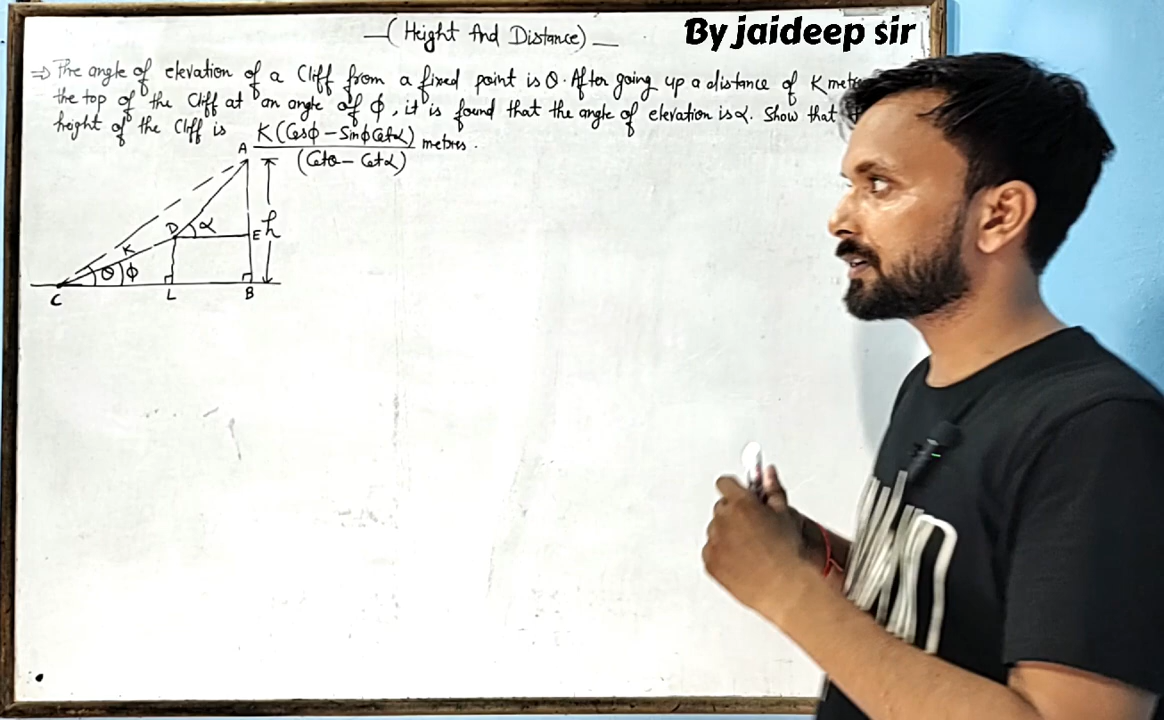 (Height And Distance)
By jaideep sir
⇒ The angle of elevation of a Cliff from a fixed point is θ. After going up a distance of K metre
the top of the Cliff at an angle of ϕ, it is found that the angle of elevation is α. Show that
height of the Cliff is K(Cosϕ - SinϕCotα) / (Cotθ - Cotα) metres.
A
D α E h
K
θ ϕ
C L B